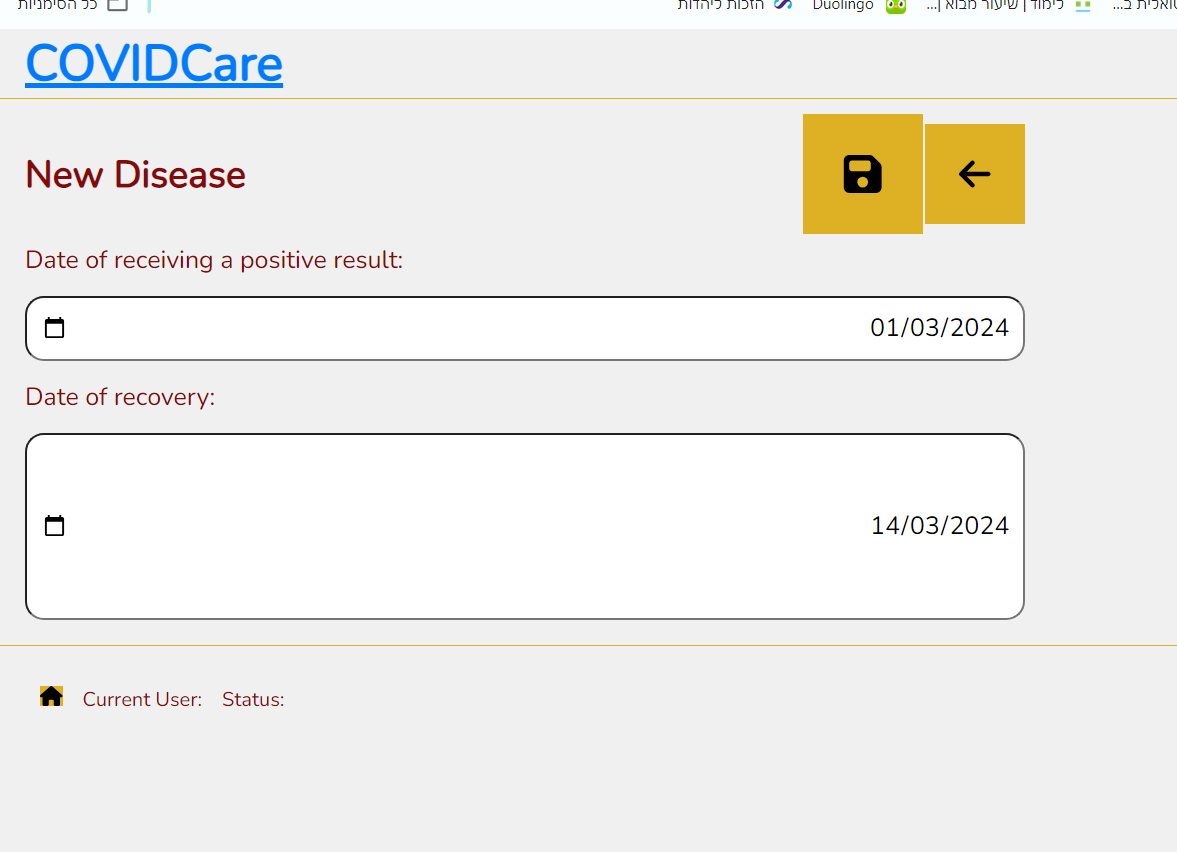 כל הסימניות
הזכות ליהדות
Duolingo
לימוד | שיעור מבוא |...
COVIDCare
New Disease
Date of receiving a positive result:
01/03/2024
Date of recovery:
14/03/2024
Current User: Status: